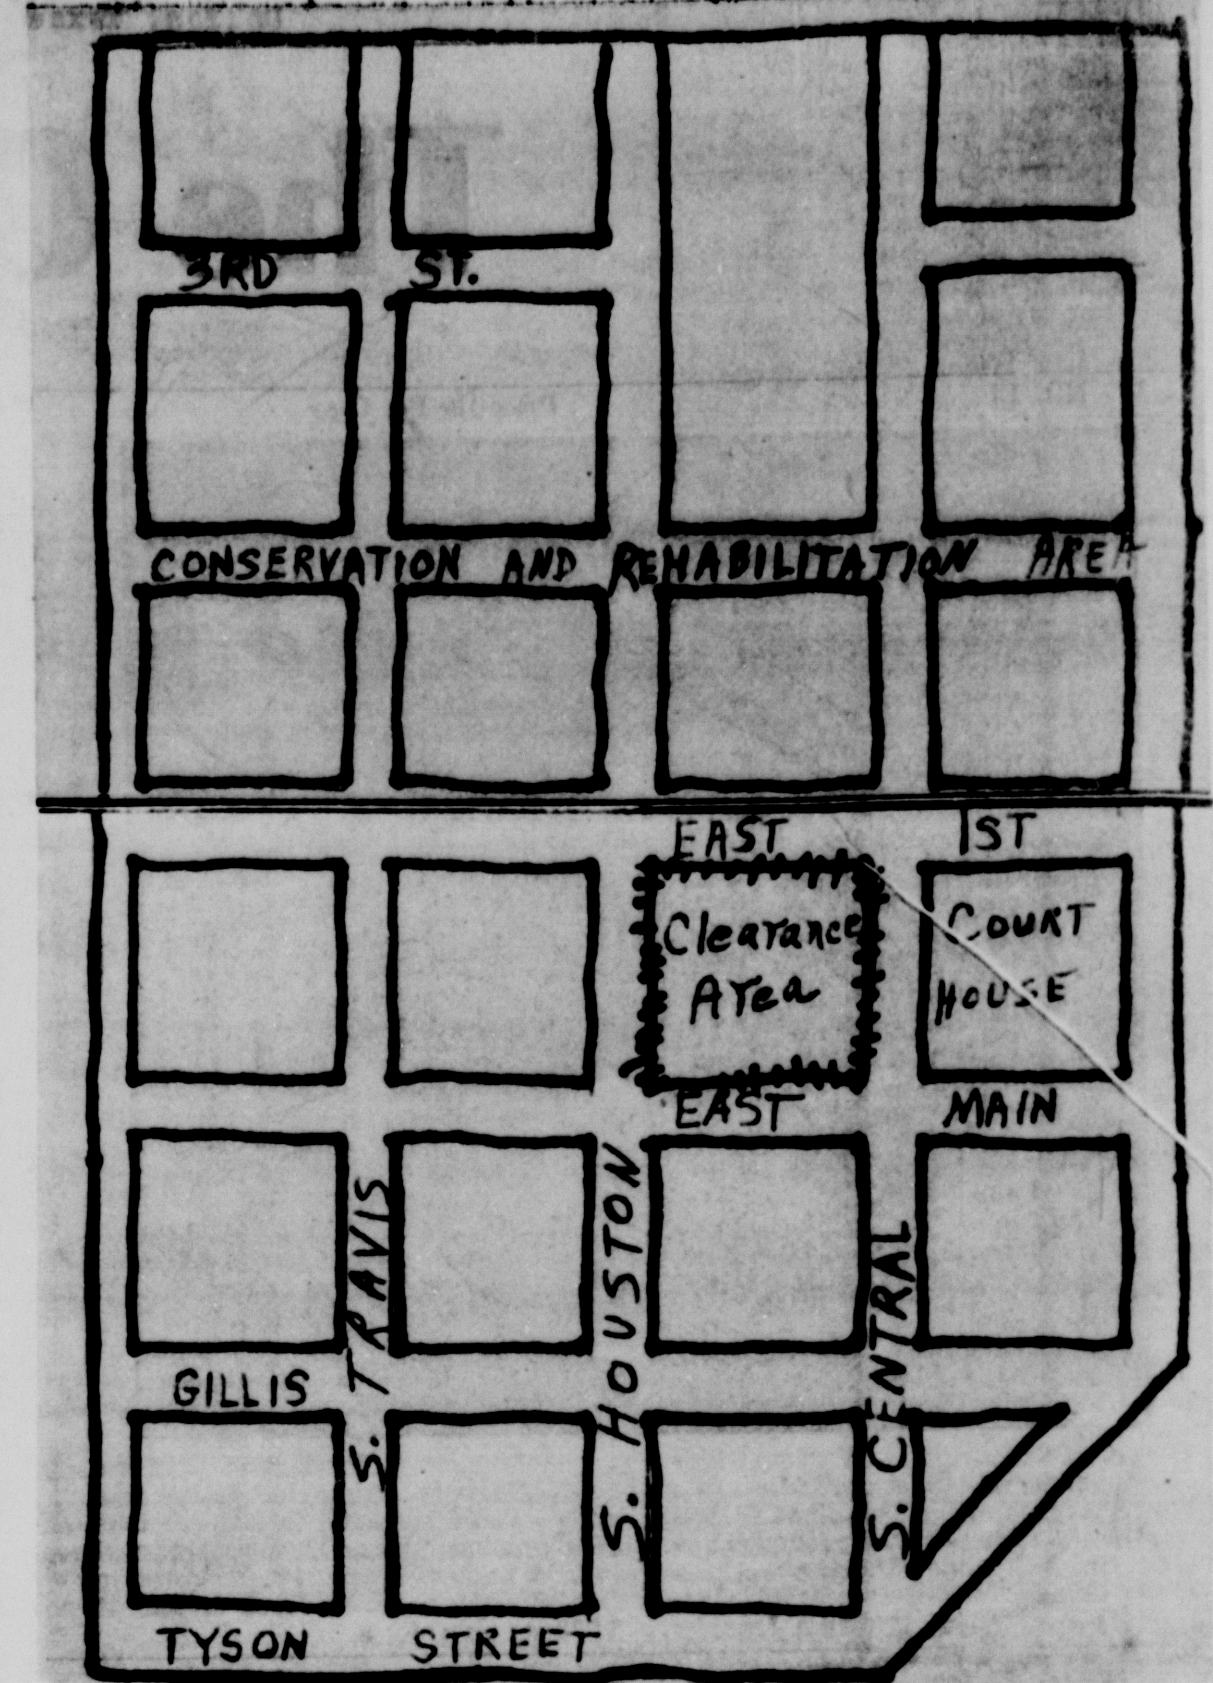 3RD ST.
CONSERVATION AND REHABILITATION AREA
EAST 1ST
Clearance
Area
COURT
HOUSE
EAST MAIN
S. TRAVIS
S. HOUSTON
S. CENTRAL
GILLIS
TYSON STREET